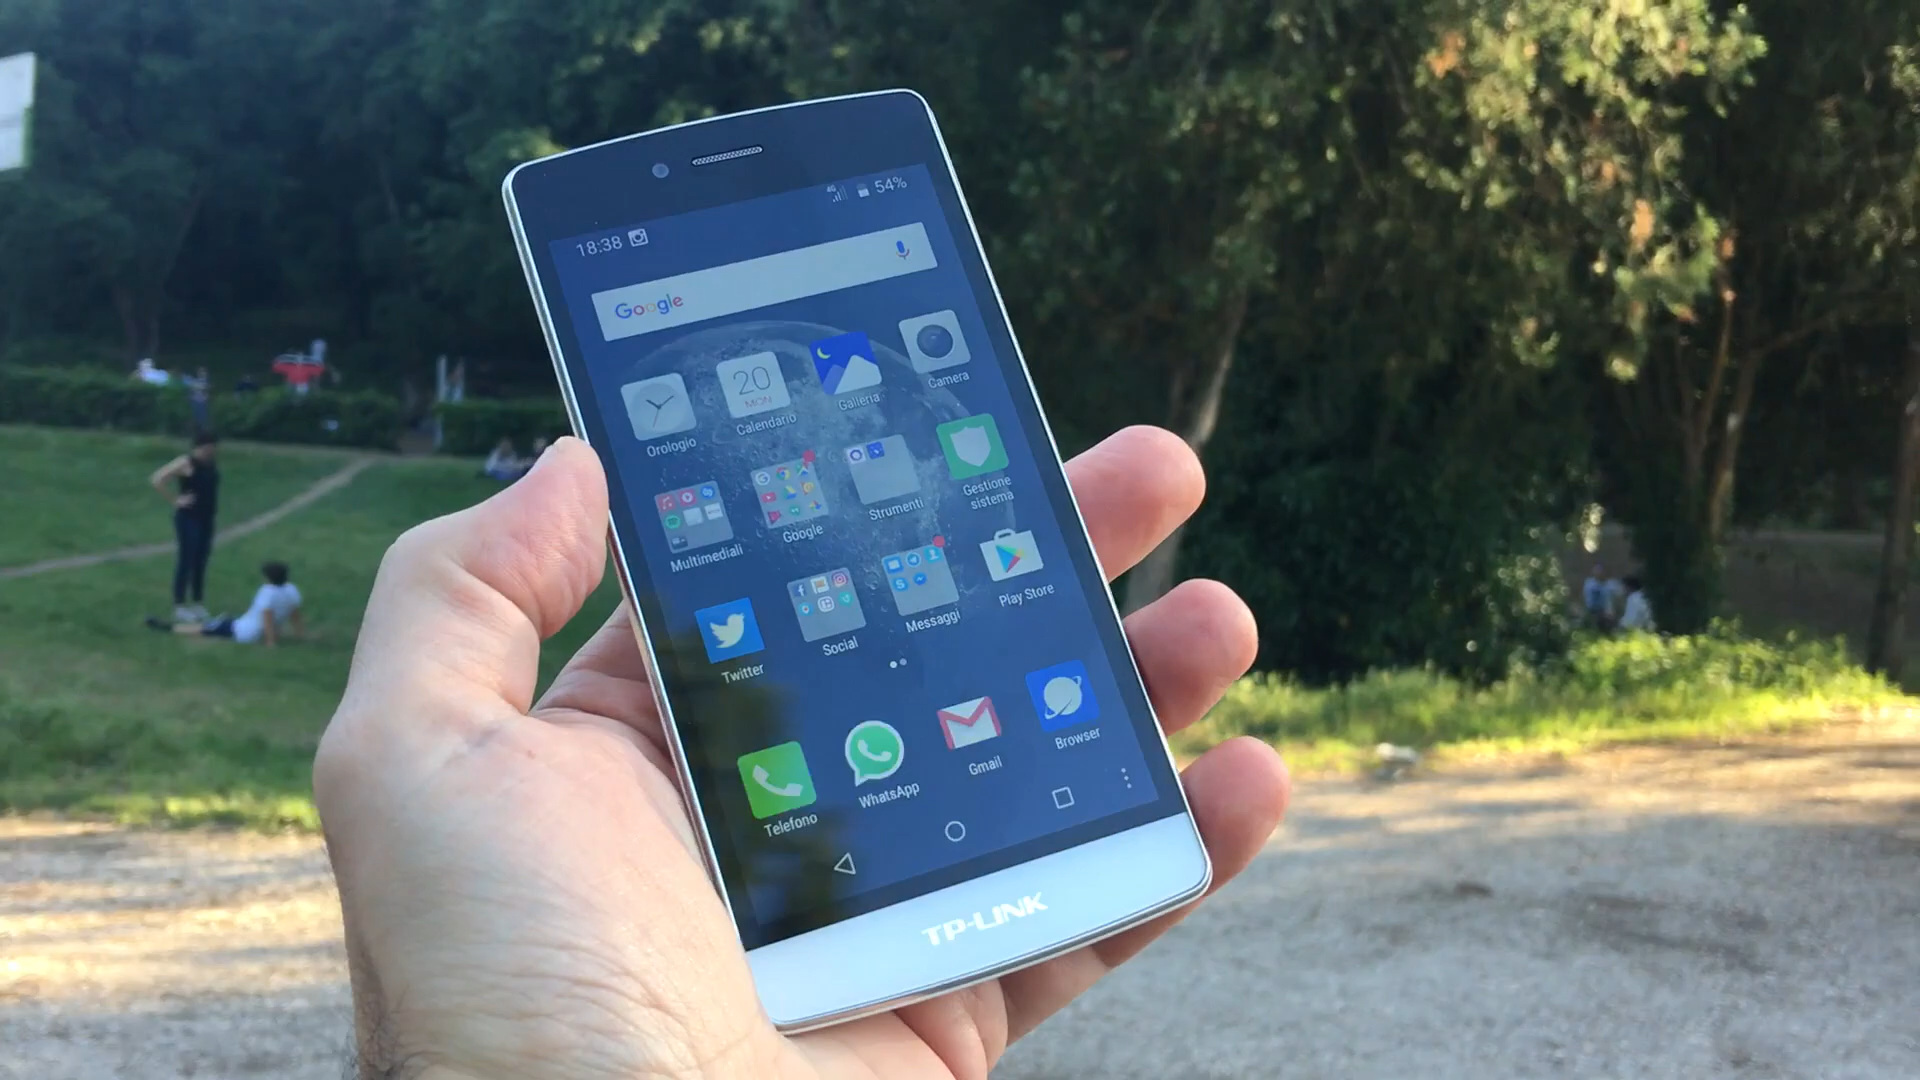 4G 54%
18:38
Google
20
MON
Orologio
Calendario
Galleria
Camera
Multimediali
Google
Strumenti
Gestione
sistema
Twitter
Social
Messaggi
Play Store
Telefono
WhatsApp
Gmail
Browser
TP-LINK